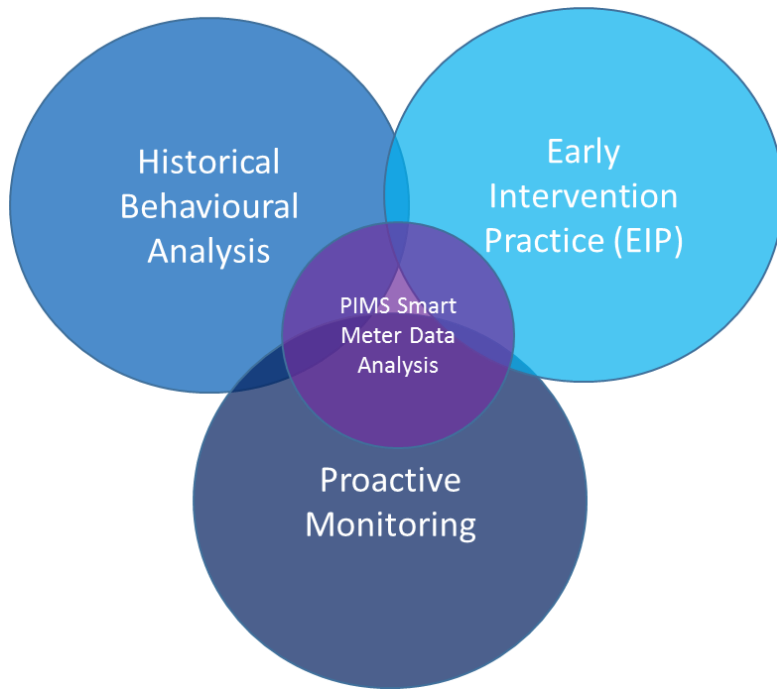 Historical
Behavioural
Analysis
Early
Intervention
Practice (EIP)
PIMS Smart
Meter Data
Analysis
Proactive
Monitoring